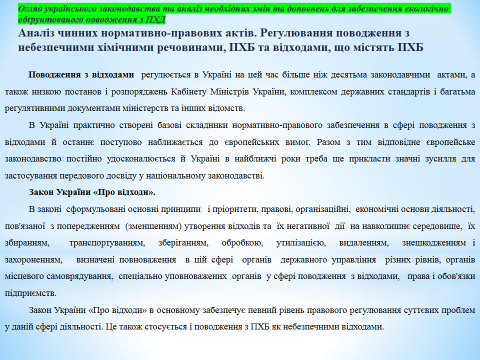 Огляд українського законодавства та аналіз необхідних змін та доповнень для забезпечення екологічно
обґрунтованого поводження з ПХД
Аналіз чинних нормативно-правових актів. Регулювання поводження з
небезпечними хімічними речовинами, ПХБ та відходами, що містять ПХБ
Поводження з відходами регулюється в Україні на цей час більше ніж десятьма законодавчими актами, а
також низкою постанов і розпоряджень Кабінету Міністрів України, комплексом державних стандартів і багатьма
регулятивними документами міністерств та інших відомств.
В Україні практично створені базові складники нормативно-правового забезпечення в сфері поводження з
відходами й останнє поступово наближається до європейських вимог. Разом з тим відповідне європейське
законодавство постійно удосконалюється й Україні в найближчі роки треба ще прикласти значні зусилля для
застосування передового досвіду у національному законодавстві.
Закон України «Про відходи».
В законі сформульовані основні принципи і пріоритети, правові, організаційні, економічні основи діяльності,
пов'язаної з попередженням (зменшенням) утворення відходів та їх негативної дії на навколишнє середовище, їх
збиранням, транспортуванням, зберіганням, обробкою, утилізацією, видаленням, знешкодженням і
захороненням, визначені повноваження в цій сфері органів державного управління різних рівнів, органів
місцевого самоврядування, спеціально уповноважених органів у сфері поводження з відходами, права і обов'язки
підприємств.
Закон України «Про відходи» в основному забезпечує певний рівень правового регулювання суттєвих проблем
у даній сфері діяльності. Це також стосується і поводження з ПХБ як небезпечними відходами.